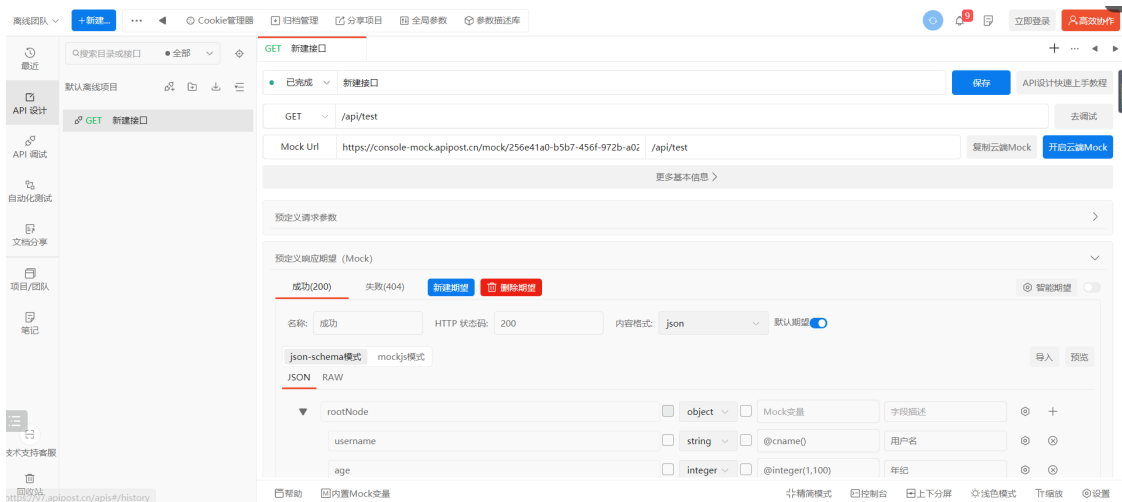 离线团队
+新建...
Cookie管理器
归档管理
分享项目
全局参数
参数描述库
9
立即登录
高效协作
最近
API 设计
API 调试
自动化测试
文档分享
项目/团队
笔记
技术支持客服
回收站
https://v7.apipost.cn/apis#/history
搜索目录或接口
全部
默认离线项目
GET 新建接口
GET 新建接口
已完成 新建接口
保存
API设计快速上手教程
GET /api/test
去调试
Mock Url https://console-mock.apipost.cn/mock/256e41a0-b5b7-456f-972b-a02 /api/test
复制云端Mock
开启云端Mock
更多基本信息
预定义请求参数
预定义响应期望 (Mock)
成功(200) 失败(404) 新建期望 删除期望
智能期望
名称: 成功 HTTP 状态码: 200 内容格式: json 默认期望
json-schema模式 mockjs模式
导入 预览
JSON RAW
rootNode object Mock变量 字段描述
username string @cname() 用户名
age integer @integer(1,100) 年纪
帮助 内置Mock变量
精简模式 控制台 上下分屏 浅色模式 Tr缩放 设置